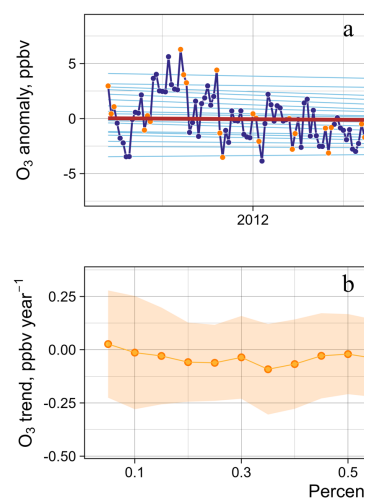 a
O3 anomaly, ppbv
5
0
-5
2012
b
O3 trend, ppbv year−1
0.25
0.00
-0.25
-0.50
0.1
0.3
0.5
Percen